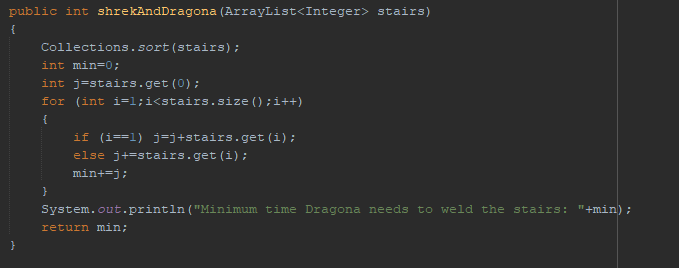 public int shrekAndDragona(ArrayList<Integer> stairs)
{
Collections.sort(stairs);
int min=0;
int j=stairs.get(0);
for (int i=1;i<stairs.size();i++)
{
if (i==1) j=j+stairs.get(i);
else j+=stairs.get(i);
min+=j;
}
System.out.println("Minimum time Dragona needs to weld the stairs: "+min);
return min;
}